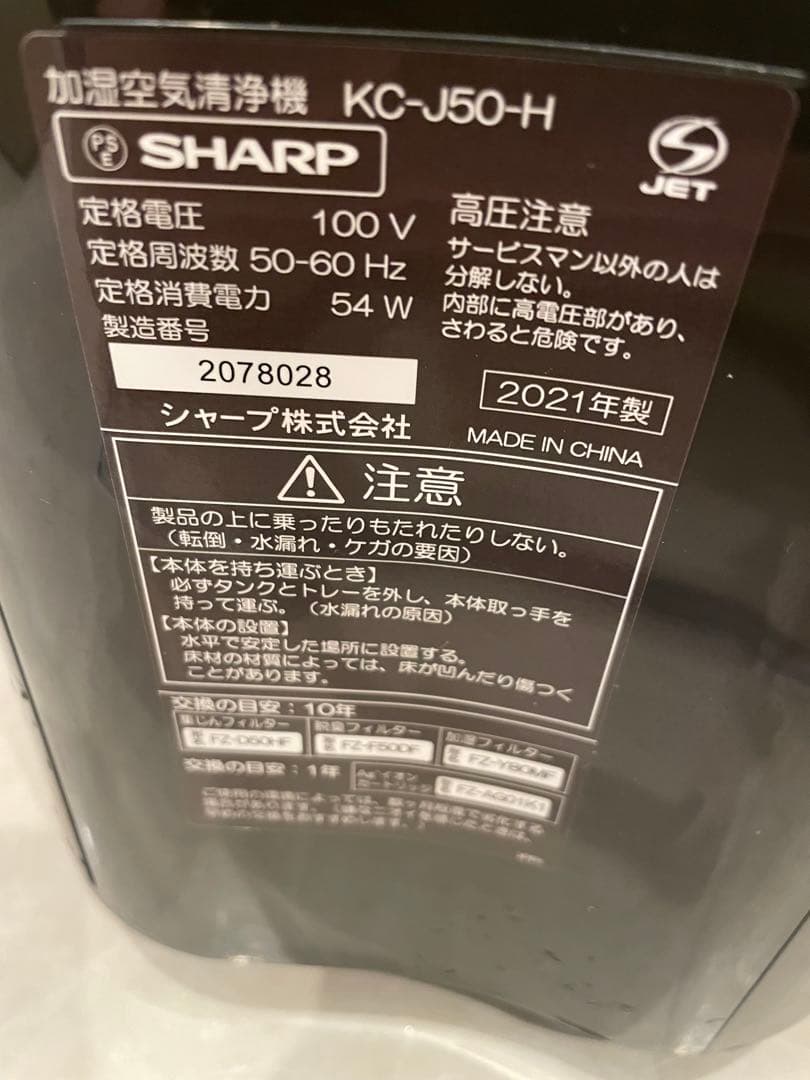 加湿空気清浄機 KC-J50-H
PS E SHARP
JET
定格電圧 100 V
定格周波数 50-60 Hz
定格消費電力 54 W
製造番号
2078028
シャープ株式会社
高圧注意
サービスマン以外の人は
分解しない。
内部に高電圧部があり、
さわると危険です。
2021年製
MADE IN CHINA
注意
製品の上に乗ったりもたれたりしない。
（転倒・水漏れ・ケガの要因）
【本体を持ち運ぶとき】
必ずタンクとトレーを外し、本体取っ手を
持って運ぶ。（水漏れの原因）
【本体の設置】
水平で安定した場所に設置する。
床材の材質によっては、床が凹んだり傷つく
ことがあります。
交換の目安：10年
集じんフィルター
脱臭フィルター
加湿フィルター
FZ-D50HF
FZ-F50DF
FZ-Y80MF
交換の目安：1年
Ag⁺イオン
カートリッジ
FZ-AG01K1